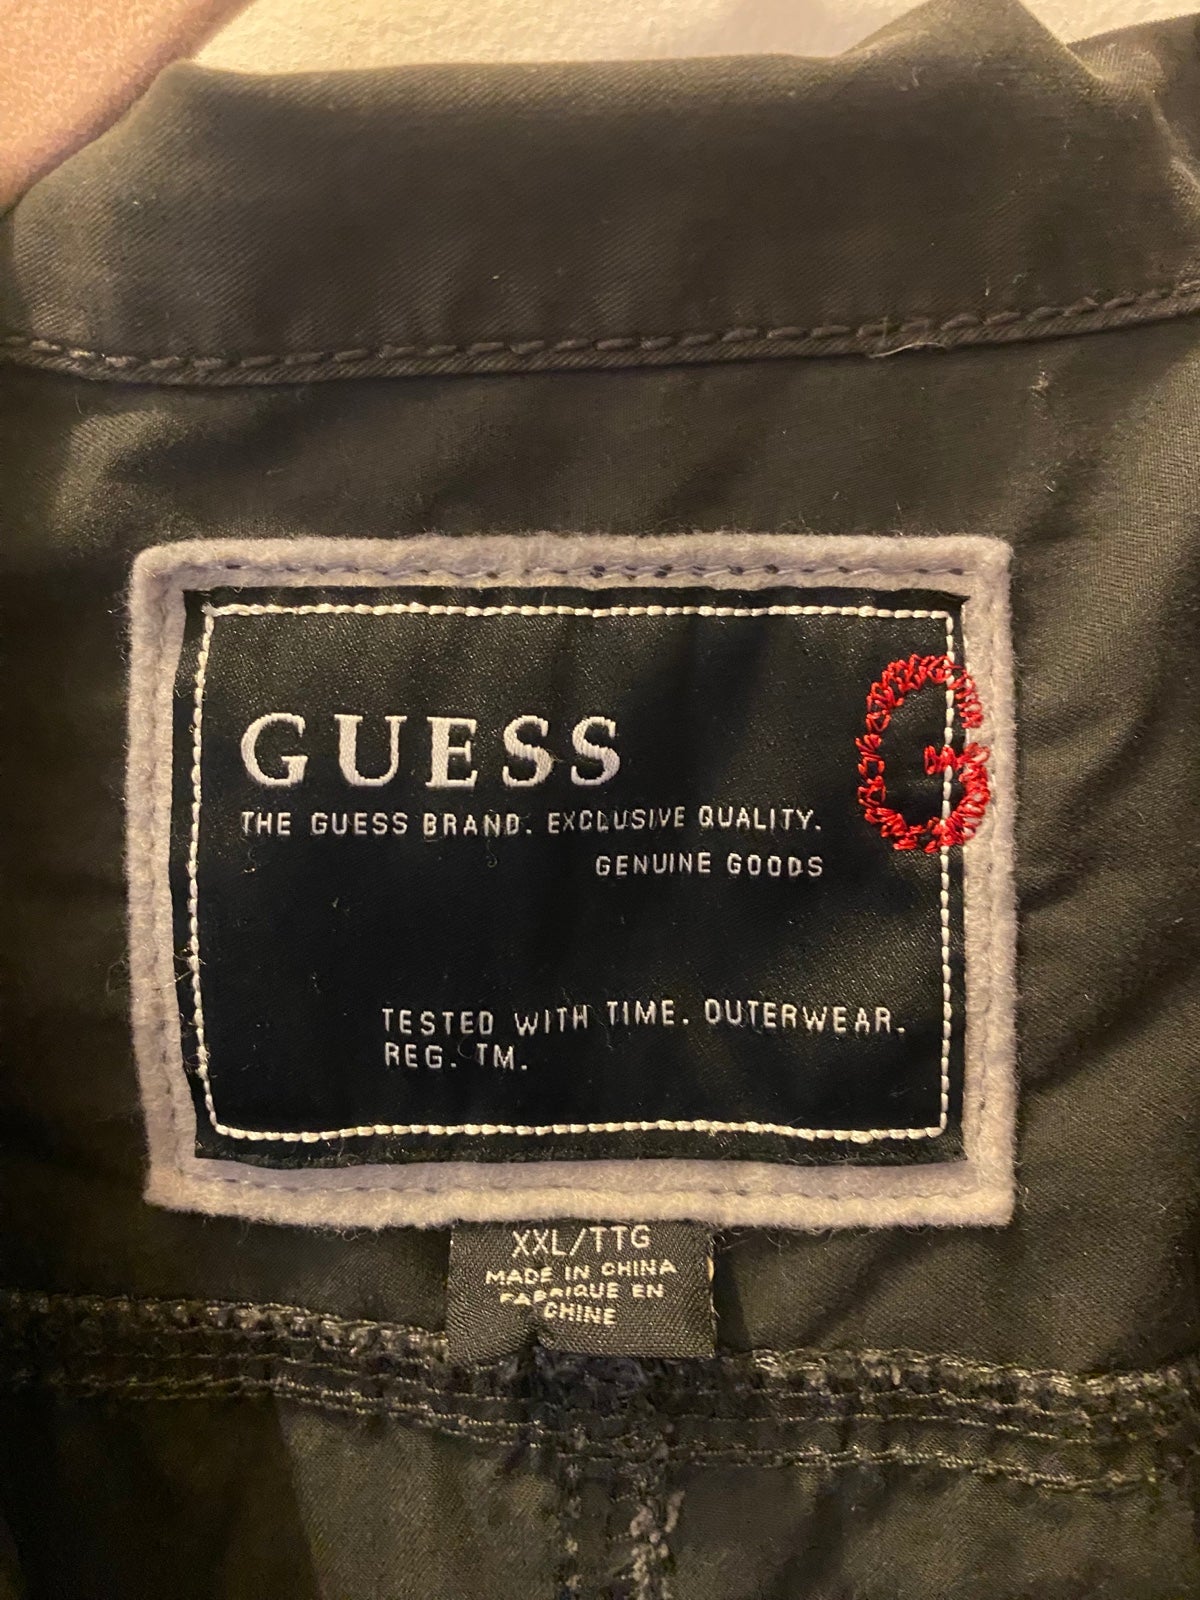 GUESS
G
THE GUESS BRAND. EXCLUSIVE QUALITY.
GENUINE GOODS
TESTED WITH TIME. OUTERWEAR.
REG. TM.
XXL/TTG
MADE IN CHINA
FABRIQUE EN
CHINE